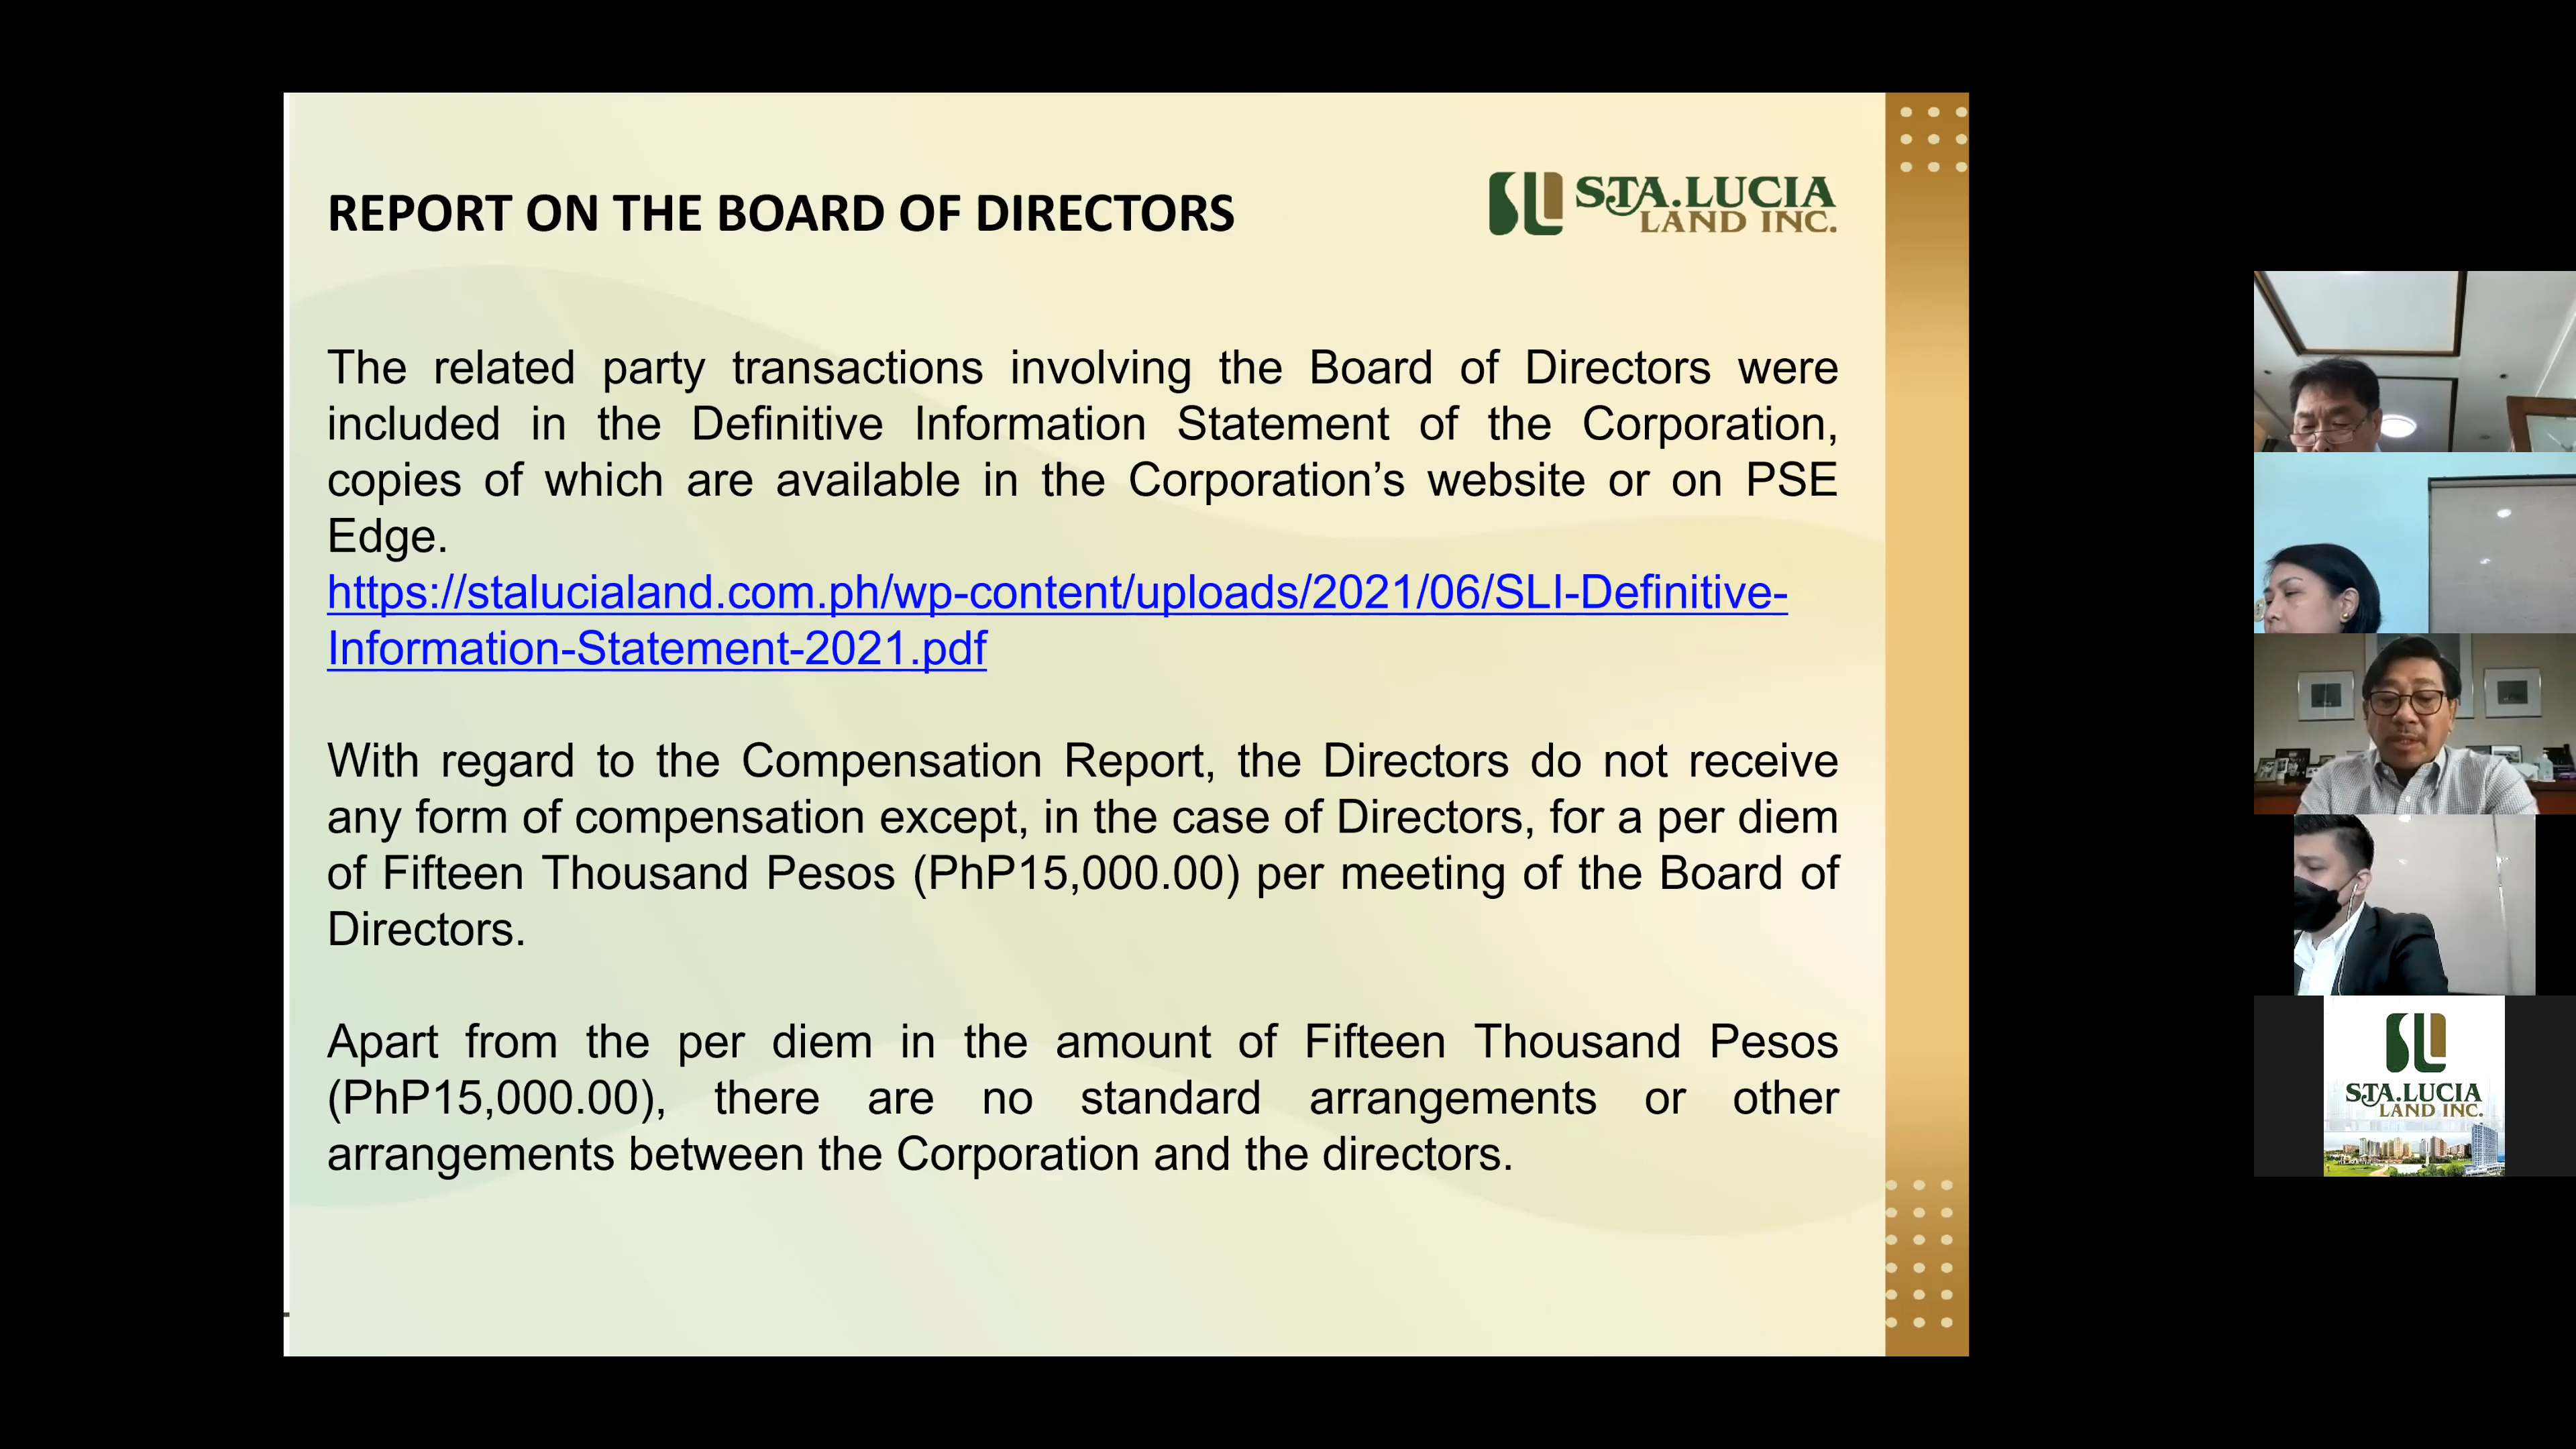 REPORT ON THE BOARD OF DIRECTORS
STA.LUCIA
LAND INC.
The related party transactions involving the Board of Directors were
included in the Definitive Information Statement of the Corporation,
copies of which are available in the Corporation’s website or on PSE
Edge.
https://stalucialand.com.ph/wp-content/uploads/2021/06/SLI-Definitive-
Information-Statement-2021.pdf
With regard to the Compensation Report, the Directors do not receive
any form of compensation except, in the case of Directors, for a per diem
of Fifteen Thousand Pesos (PhP15,000.00) per meeting of the Board of
Directors.
Apart from the per diem in the amount of Fifteen Thousand Pesos
(PhP15,000.00), there are no standard arrangements or other
arrangements between the Corporation and the directors.
STA.LUCIA
LAND INC.